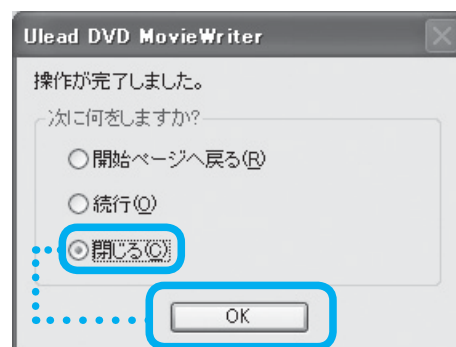 Ulead DVD MovieWriter
操作が完了しました。
次に何をしますか?
開始ページへ戻る(R)
続行(O)
閉じる(C)
OK